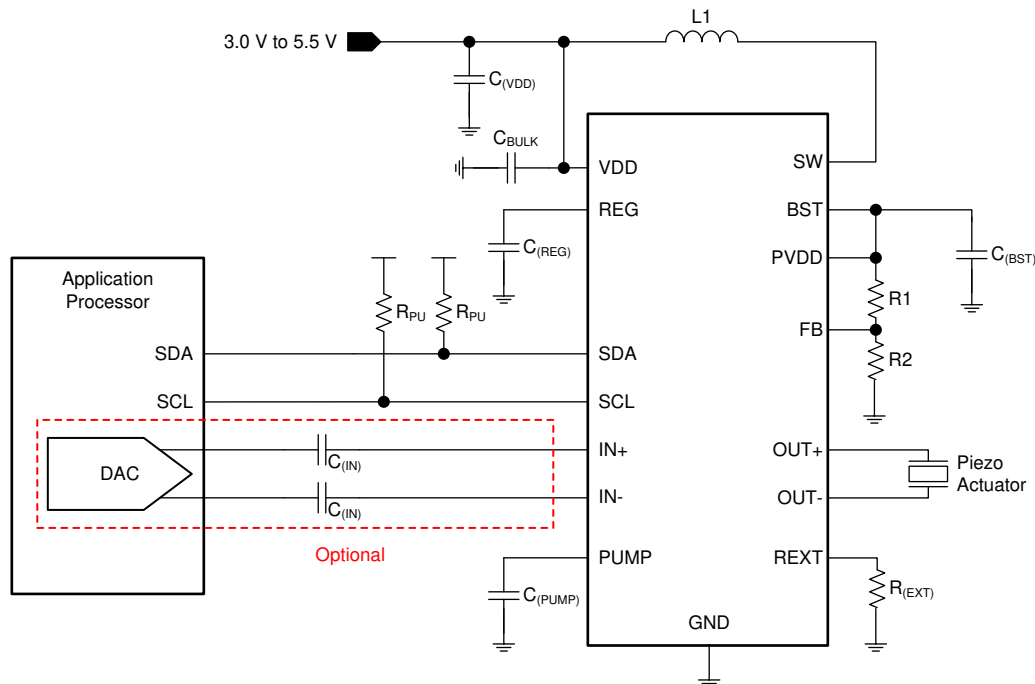 L1
3.0 V to 5.5 V
C(VDD)
CBULK
VDD
SW
REG
BST
C(REG)
PVDD
C(BST)
Application
Processor
RPU
RPU
R1
FB
SDA
SDA
R2
SCL
SCL
DAC
C(IN)
IN+
OUT+
Piezo
Actuator
C(IN)
IN-
OUT-
Optional
PUMP
REXT
C(PUMP)
R(EXT)
GND